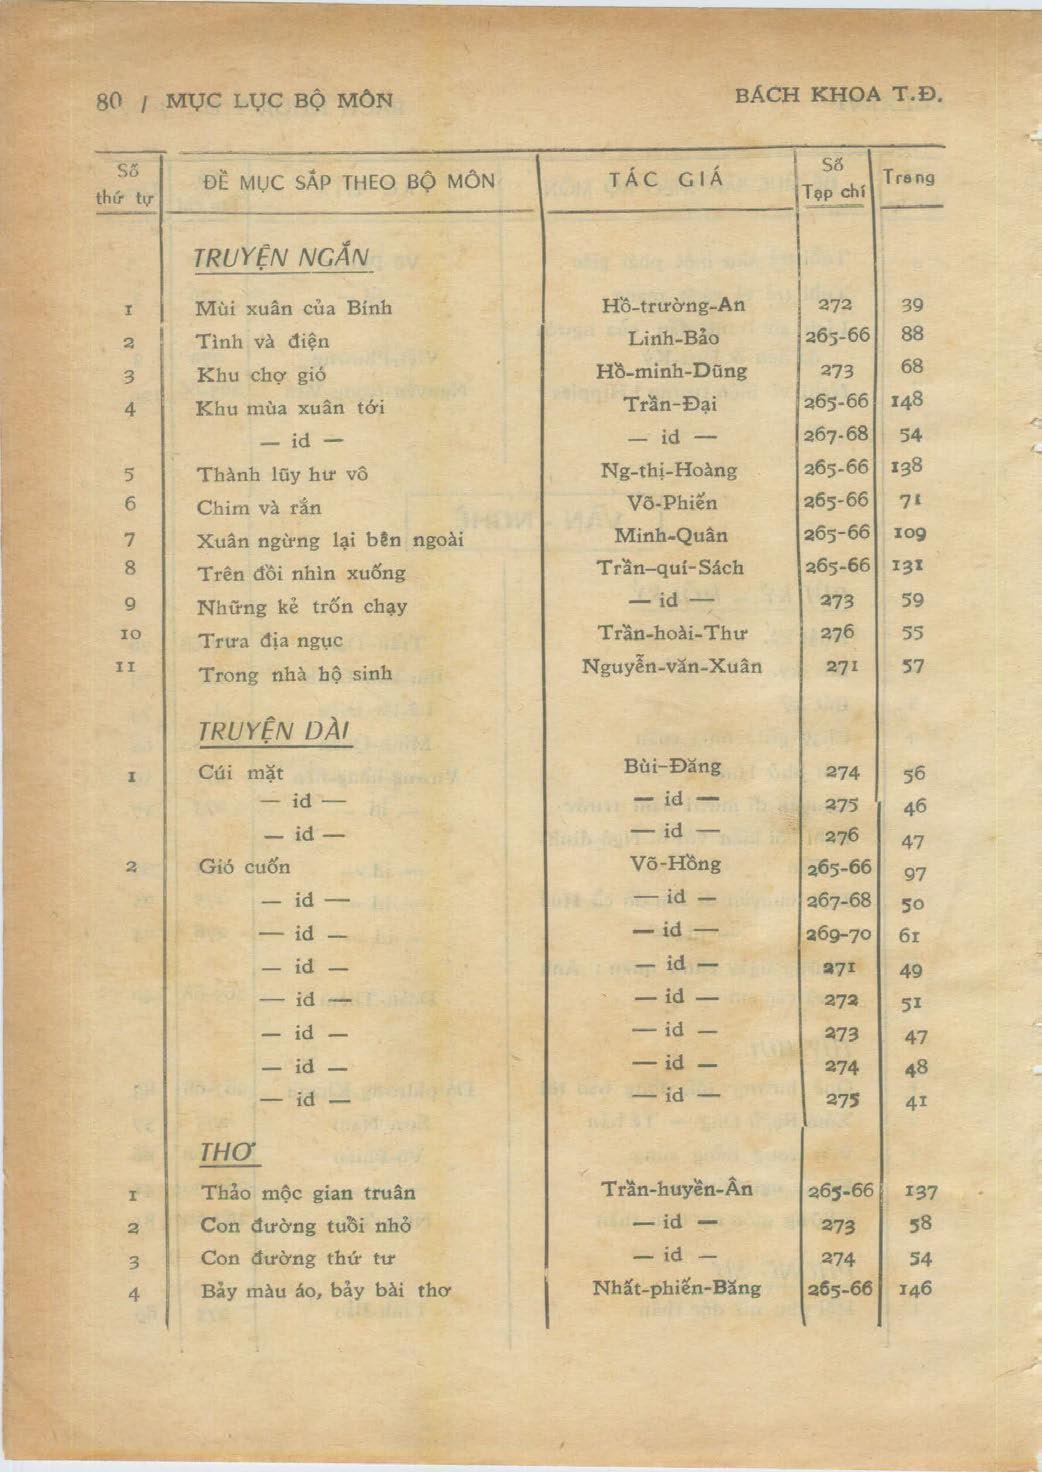 80 / MỤC LỤC BỘ MÔN BÁCH KHOA T.Đ.
Số thứ tự ĐỀ MỤC SẮP THEO BỘ MÔN TÁC GIÁ Số Tạp chí Trang
TRUYỆN NGẮN
1 Mùi xuân của Bính Hồ-trường-An 272 39
2 Tình và điện Linh-Bảo 265-66 88
3 Khu chợ gió Hồ-minh-Dũng 273 68
4 Khu mùa xuân tới Trần-Đại 265-66 148
— id — — id — 267-68 54
5 Thành lũy hư vô Ng-thị-Hoàng 265-66 138
6 Chim và rắn Võ-Phiến 265-66 71
7 Xuân ngừng lại bên ngoài Minh-Quân 265-66 109
8 Trên đồi nhìn xuống Trần-quí-Sách 265-66 131
9 Những kẻ trốn chạy — id — 273 59
10 Trưa địa ngục Trần-hoài-Thư 276 55
11 Trong nhà hộ sinh Nguyễn-văn-Xuân 271 57
TRUYỆN DÀI
1 Cúi mặt Bùi-Đăng 274 56
— id — — id — 275 46
— id — — id — 276 47
2 Gió cuốn Võ-Hồng 265-66 97
— id — — id — 267-68 50
— id — — id — 269-70 61
— id — — id — 271 49
— id — — id — 272 51
— id — — id — 273 47
— id — — id — 274 48
— id — — id — 275 41
THƠ
1 Thảo mộc gian truân Trần-huyền-Ân 265-66 137
2 Con đường tuổi nhỏ — id — 273 58
3 Con đường thứ tư — id — 274 54
4 Bảy màu áo, bảy bài thơ Nhất-phiến-Băng 265-66 146